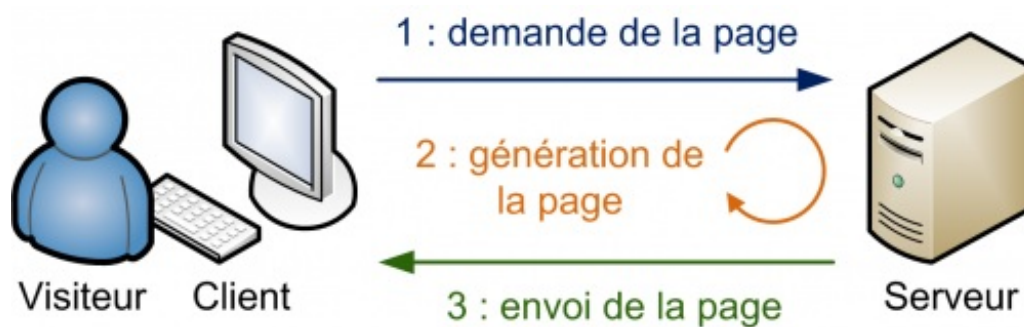 1 : demande de la page
2 : génération de
la page
3 : envoi de la page
Visiteur
Client
Serveur